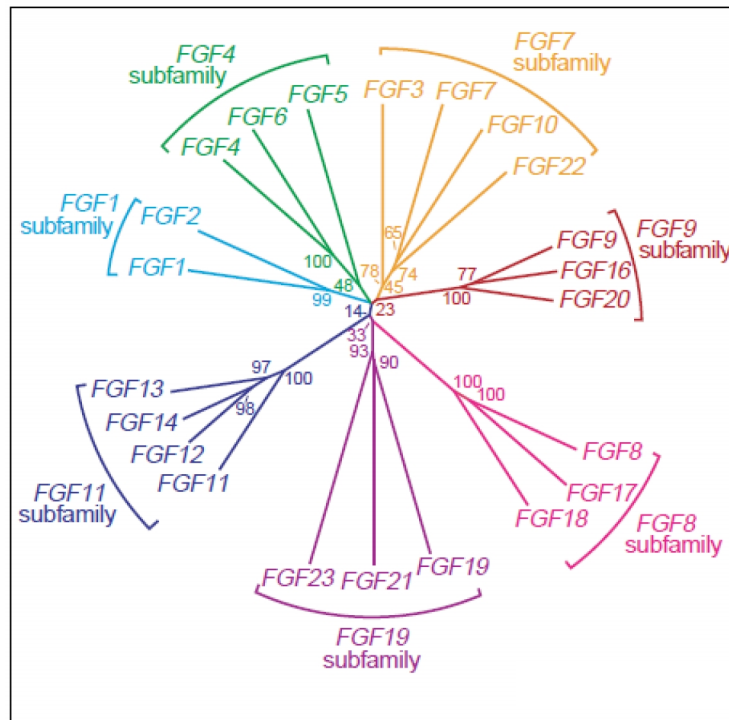 FGF4
subfamily
FGF4
FGF6
FGF5
FGF7
subfamily
FGF3
FGF7
FGF10
FGF22
FGF1
subfamily
FGF2
FGF1
FGF9
subfamily
FGF9
FGF16
FGF20
100
48
99
78
65
74
45
77
100
14
23
33
93
90
97
100
98
100
100
FGF13
FGF14
FGF12
FGF11
FGF11
subfamily
FGF8
FGF17
FGF18
FGF8
subfamily
FGF23
FGF21
FGF19
FGF19
subfamily